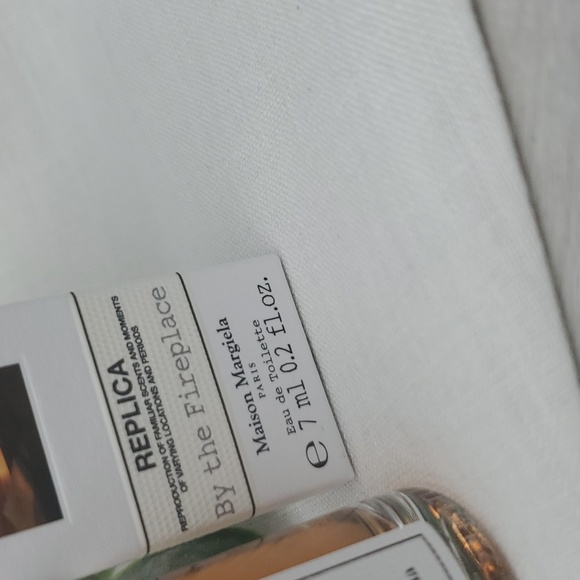 REPLICA
REPRODUCTION OF FAMILIAR SCENTS AND MOMENTS
OF VARYING LOCATIONS AND PERIODS
By the Fireplace
Maison Margiela
PARIS
Eau de Toilette
e 7 ml 0.2 fl.oz.